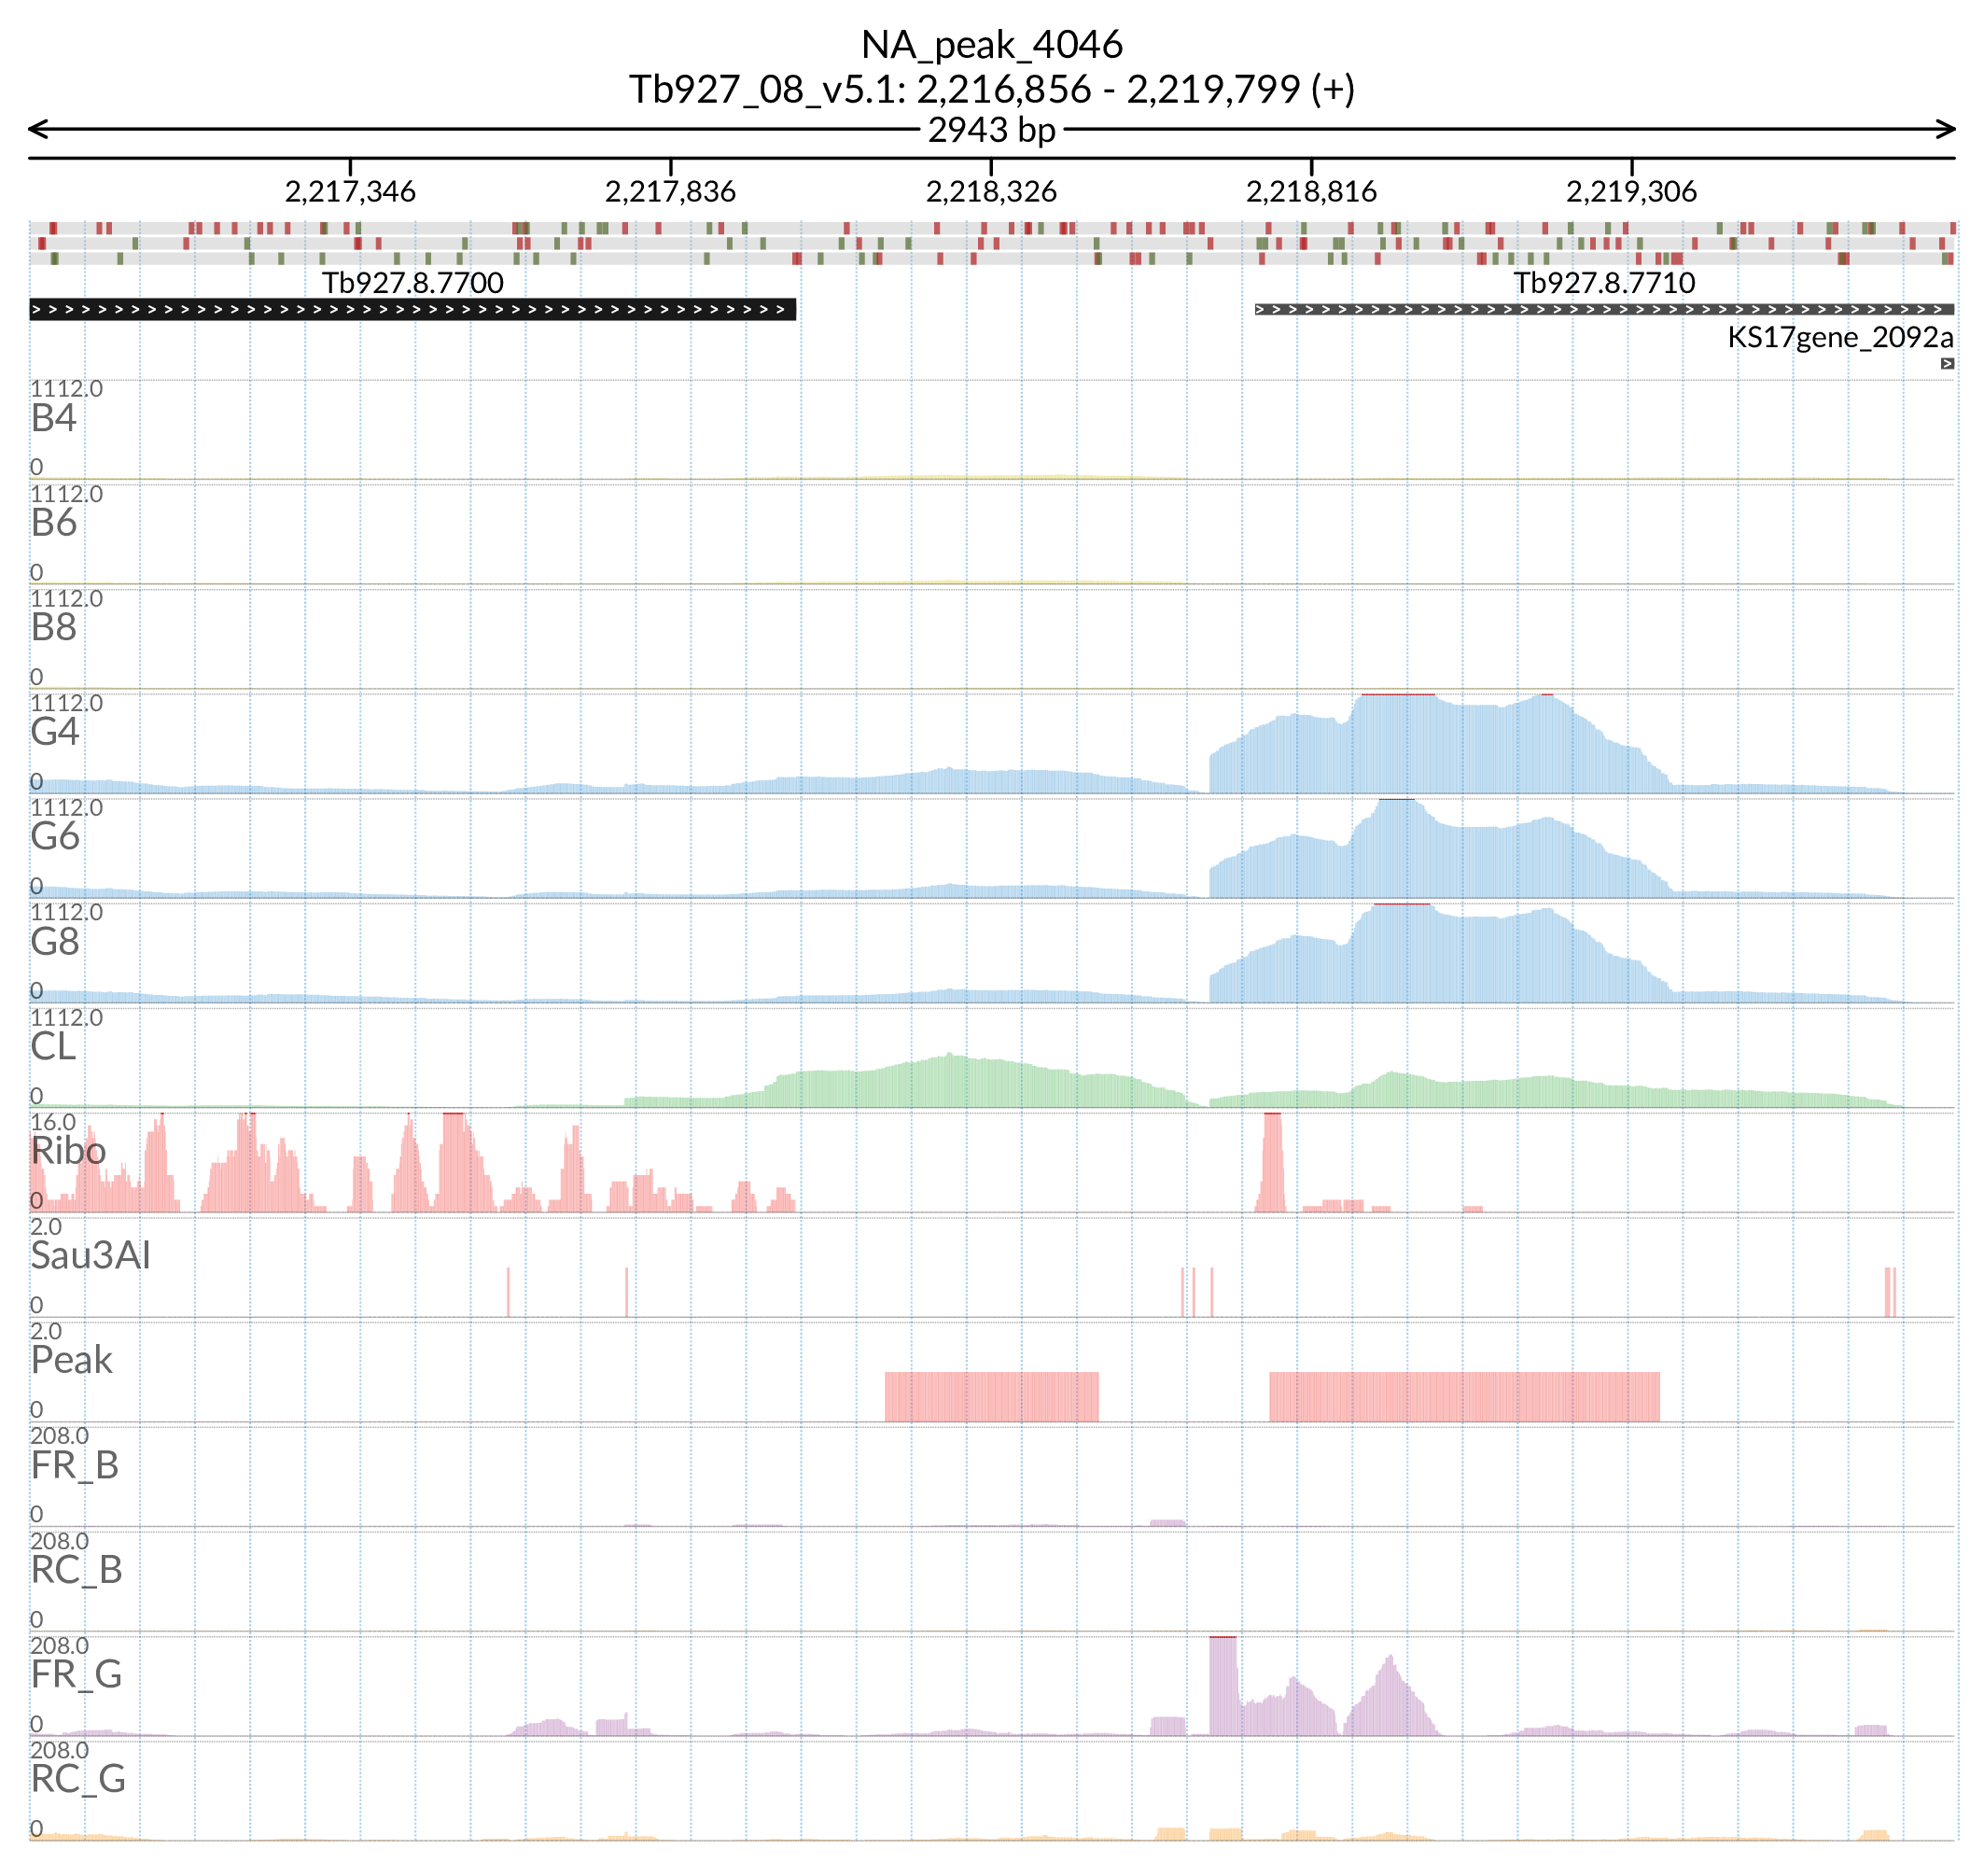 NA_peak_4046
Tb927_08_v5.1: 2,216,856 - 2,219,799 (+)
2943 bp
2,217,346 2,217,836 2,218,326 2,218,816 2,219,306
Tb927.8.7700 Tb927.8.7710
KS17gene_2092a
1112.0
B4
0
1112.0
B6
0
1112.0
B8
0
1112.0
G4
0
1112.0
G6
0
1112.0
G8
0
1112.0
CL
0
16.0
Ribo
0
2.0
Sau3AI
0
2.0
Peak
0
208.0
FR_B
0
208.0
RC_B
0
208.0
FR_G
0
208.0
RC_G
0